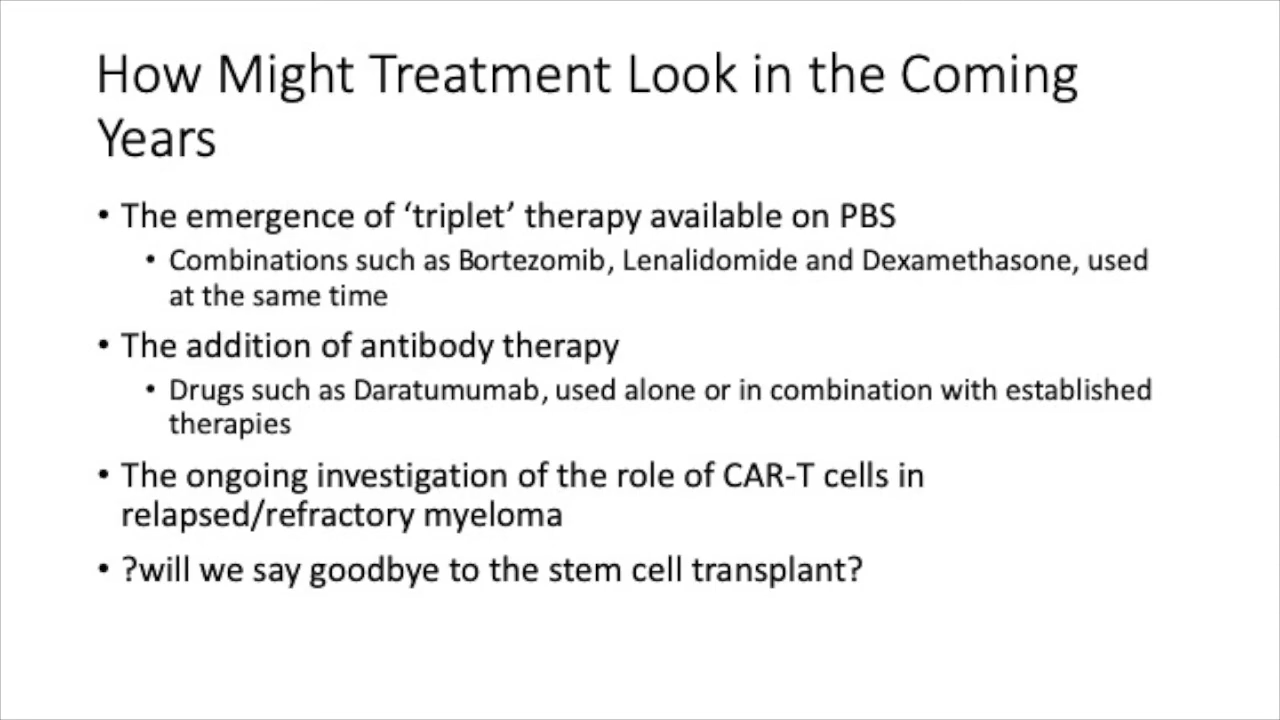 How Might Treatment Look in the Coming
Years
• The emergence of ‘triplet’ therapy available on PBS
• Combinations such as Bortezomib, Lenalidomide and Dexamethasone, used
at the same time
• The addition of antibody therapy
• Drugs such as Daratumumab, used alone or in combination with established
therapies
• The ongoing investigation of the role of CAR-T cells in
relapsed/refractory myeloma
• ?will we say goodbye to the stem cell transplant?